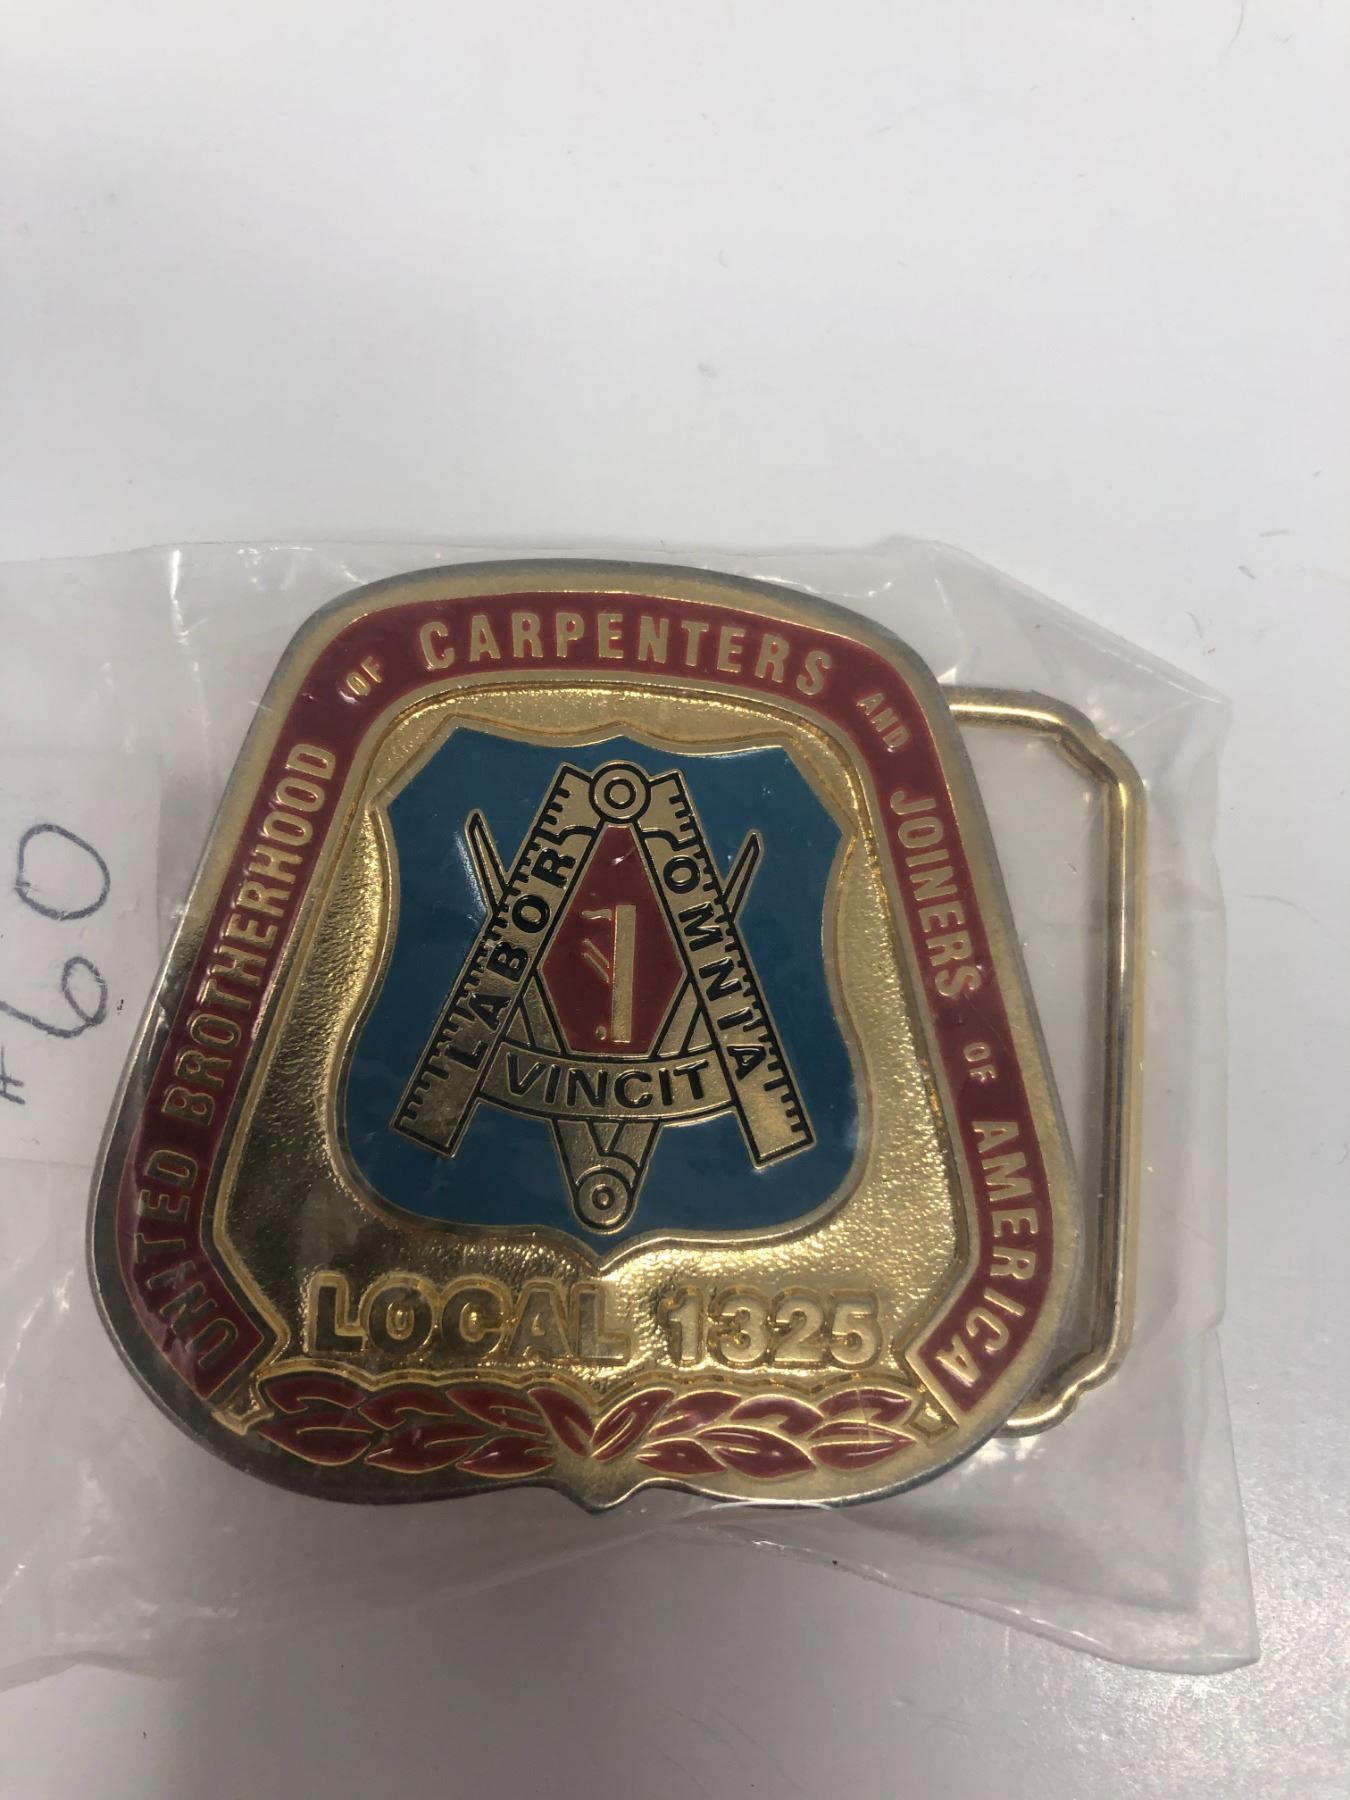 UNITED BROTHERHOOD OF CARPENTERS AND JOINERS OF AMERICA
LABOR
OMNIA
VINCIT
LOCAL 1325
#60